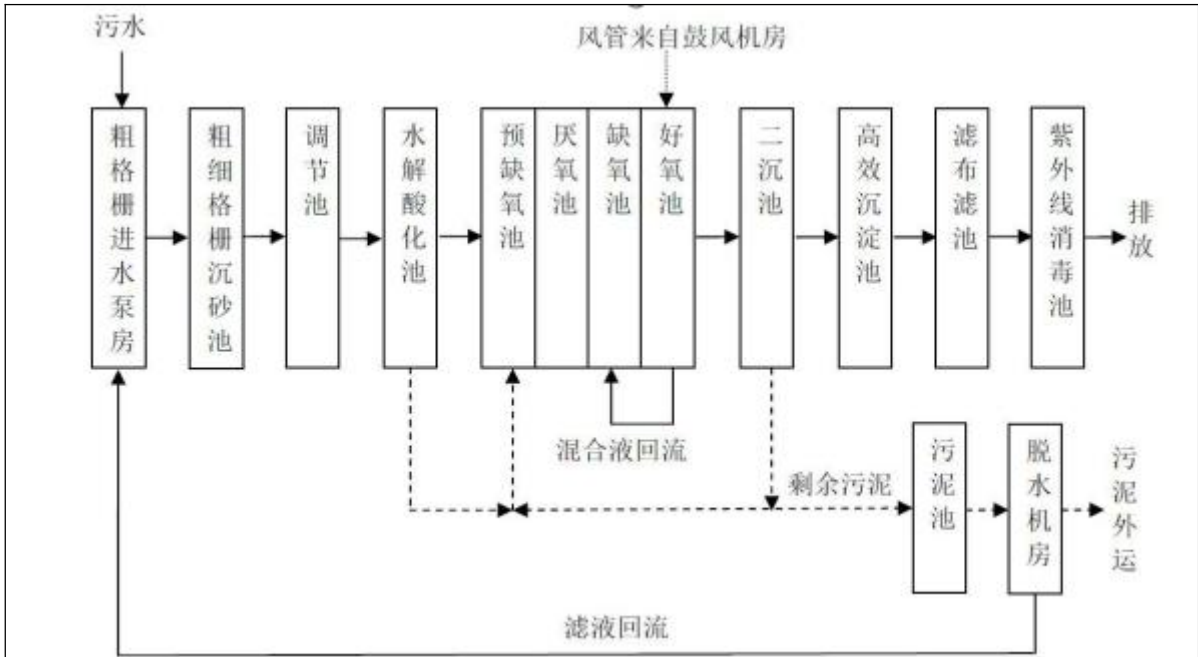 污水
风管来自鼓风机房
粗格栅进水泵房
粗细格栅沉砂池
调节池
水解酸化池
预缺氧池
厌氧池
缺氧池
好氧池
二沉池
高效沉淀池
滤布滤池
紫外线消毒池
排放
混合液回流
剩余污泥
污泥池
脱水机房
污泥外运
滤液回流